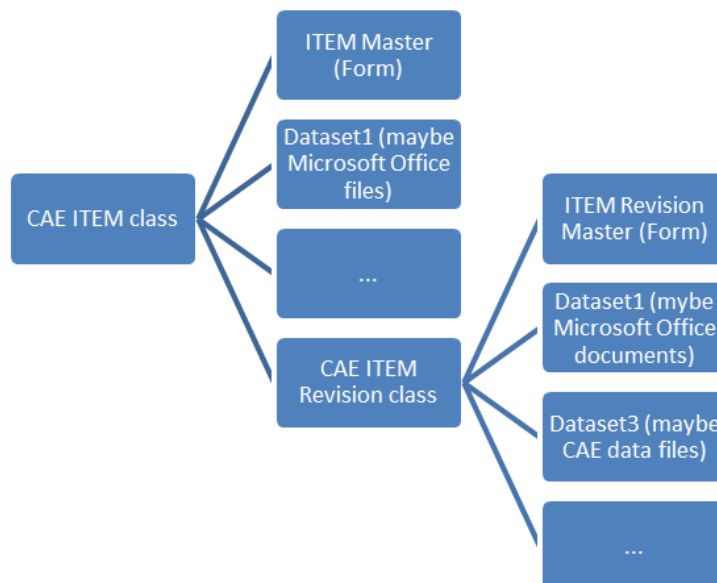 CAE ITEM class
ITEM Master
(Form)
Dataset1 (maybe
Microsoft Office
files)
...
CAE ITEM
Revision class
ITEM Revision
Master (Form)
Dataset1 (mybe
Microsoft Office
documents)
Dataset3 (maybe
CAE data files)
...